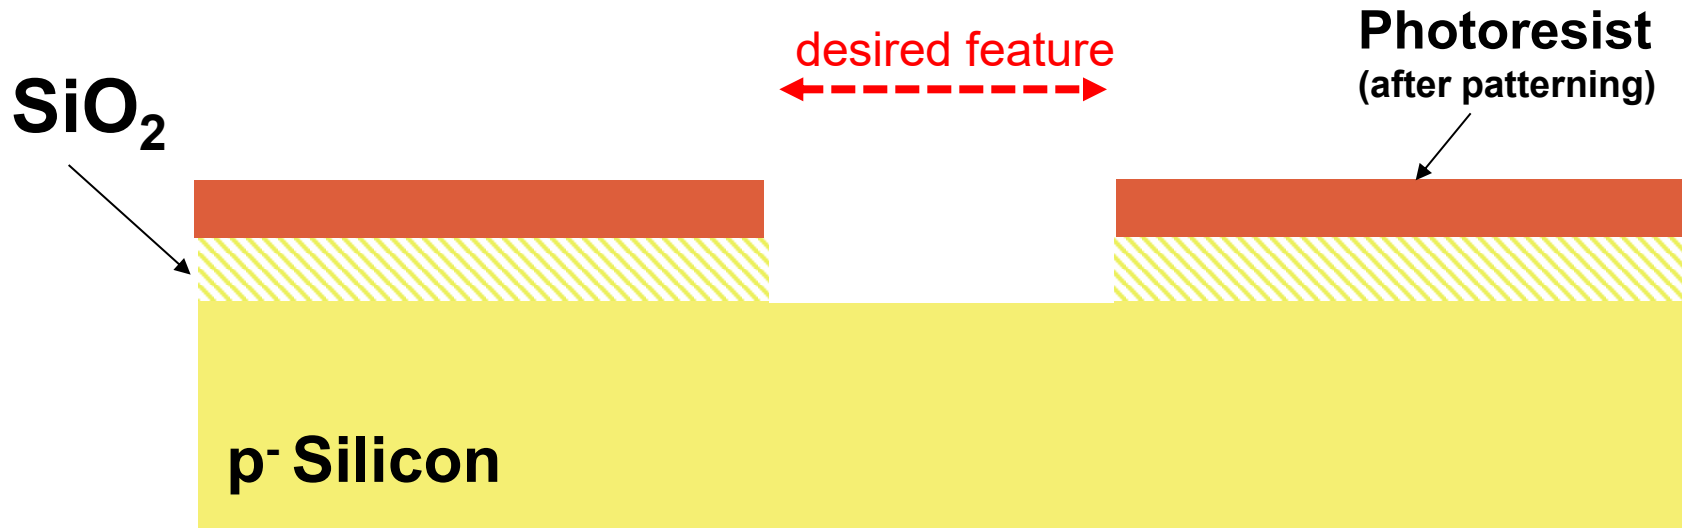 desired feature
Photoresist
(after patterning)
SiO₂
p⁻ Silicon